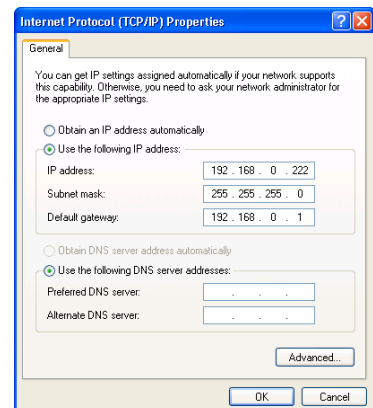 Internet Protocol (TCP/IP) Properties
General
You can get IP settings assigned automatically if your network supports
this capability. Otherwise, you need to ask your network administrator for
the appropriate IP settings.
Obtain an IP address automatically
Use the following IP address:
IP address: 192 . 168 . 0 . 222
Subnet mask: 255 . 255 . 255 . 0
Default gateway: 192 . 168 . 0 . 1
Obtain DNS server address automatically
Use the following DNS server addresses:
Preferred DNS server: . . .
Alternate DNS server: . . .
Advanced...
OK Cancel